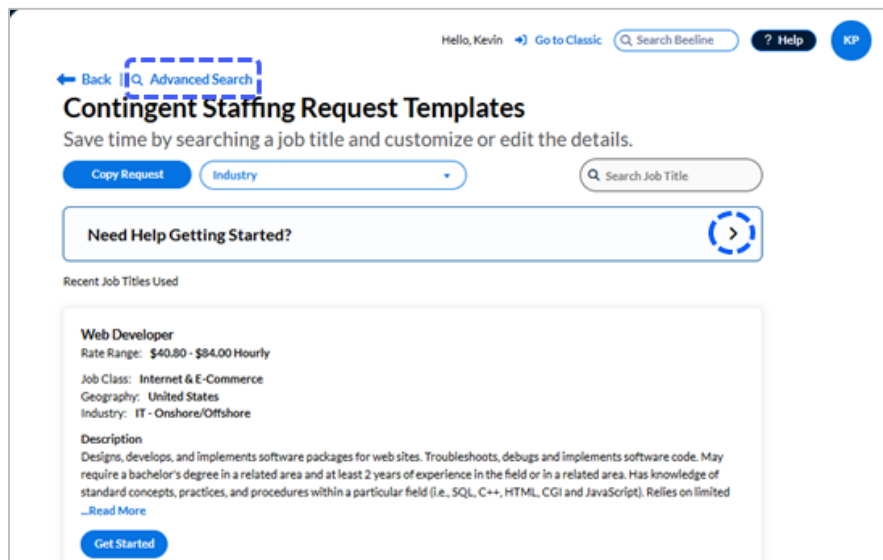 Hello, Kevin Go to Classic Search Beeline ? Help KP
Back | Advanced Search
Contingent Staffing Request Templates
Save time by searching a job title and customize or edit the details.
Copy Request Industry Search Job Title
Need Help Getting Started?
Recent Job Titles Used
Web Developer
Rate Range: $40.80 - $84.00 Hourly
Job Class: Internet & E-Commerce
Geography: United States
Industry: IT - Onshore/Offshore
Description
Designs, develops, and implements software packages for web sites. Troubleshoots, debugs and implements software code. May
require a bachelor's degree in a related area and at least 2 years of experience in the field or in a related area. Has knowledge of
standard concepts, practices, and procedures within a particular field (i.e., SQL, C++, HTML, CGI and JavaScript). Relies on limited
...Read More
Get Started